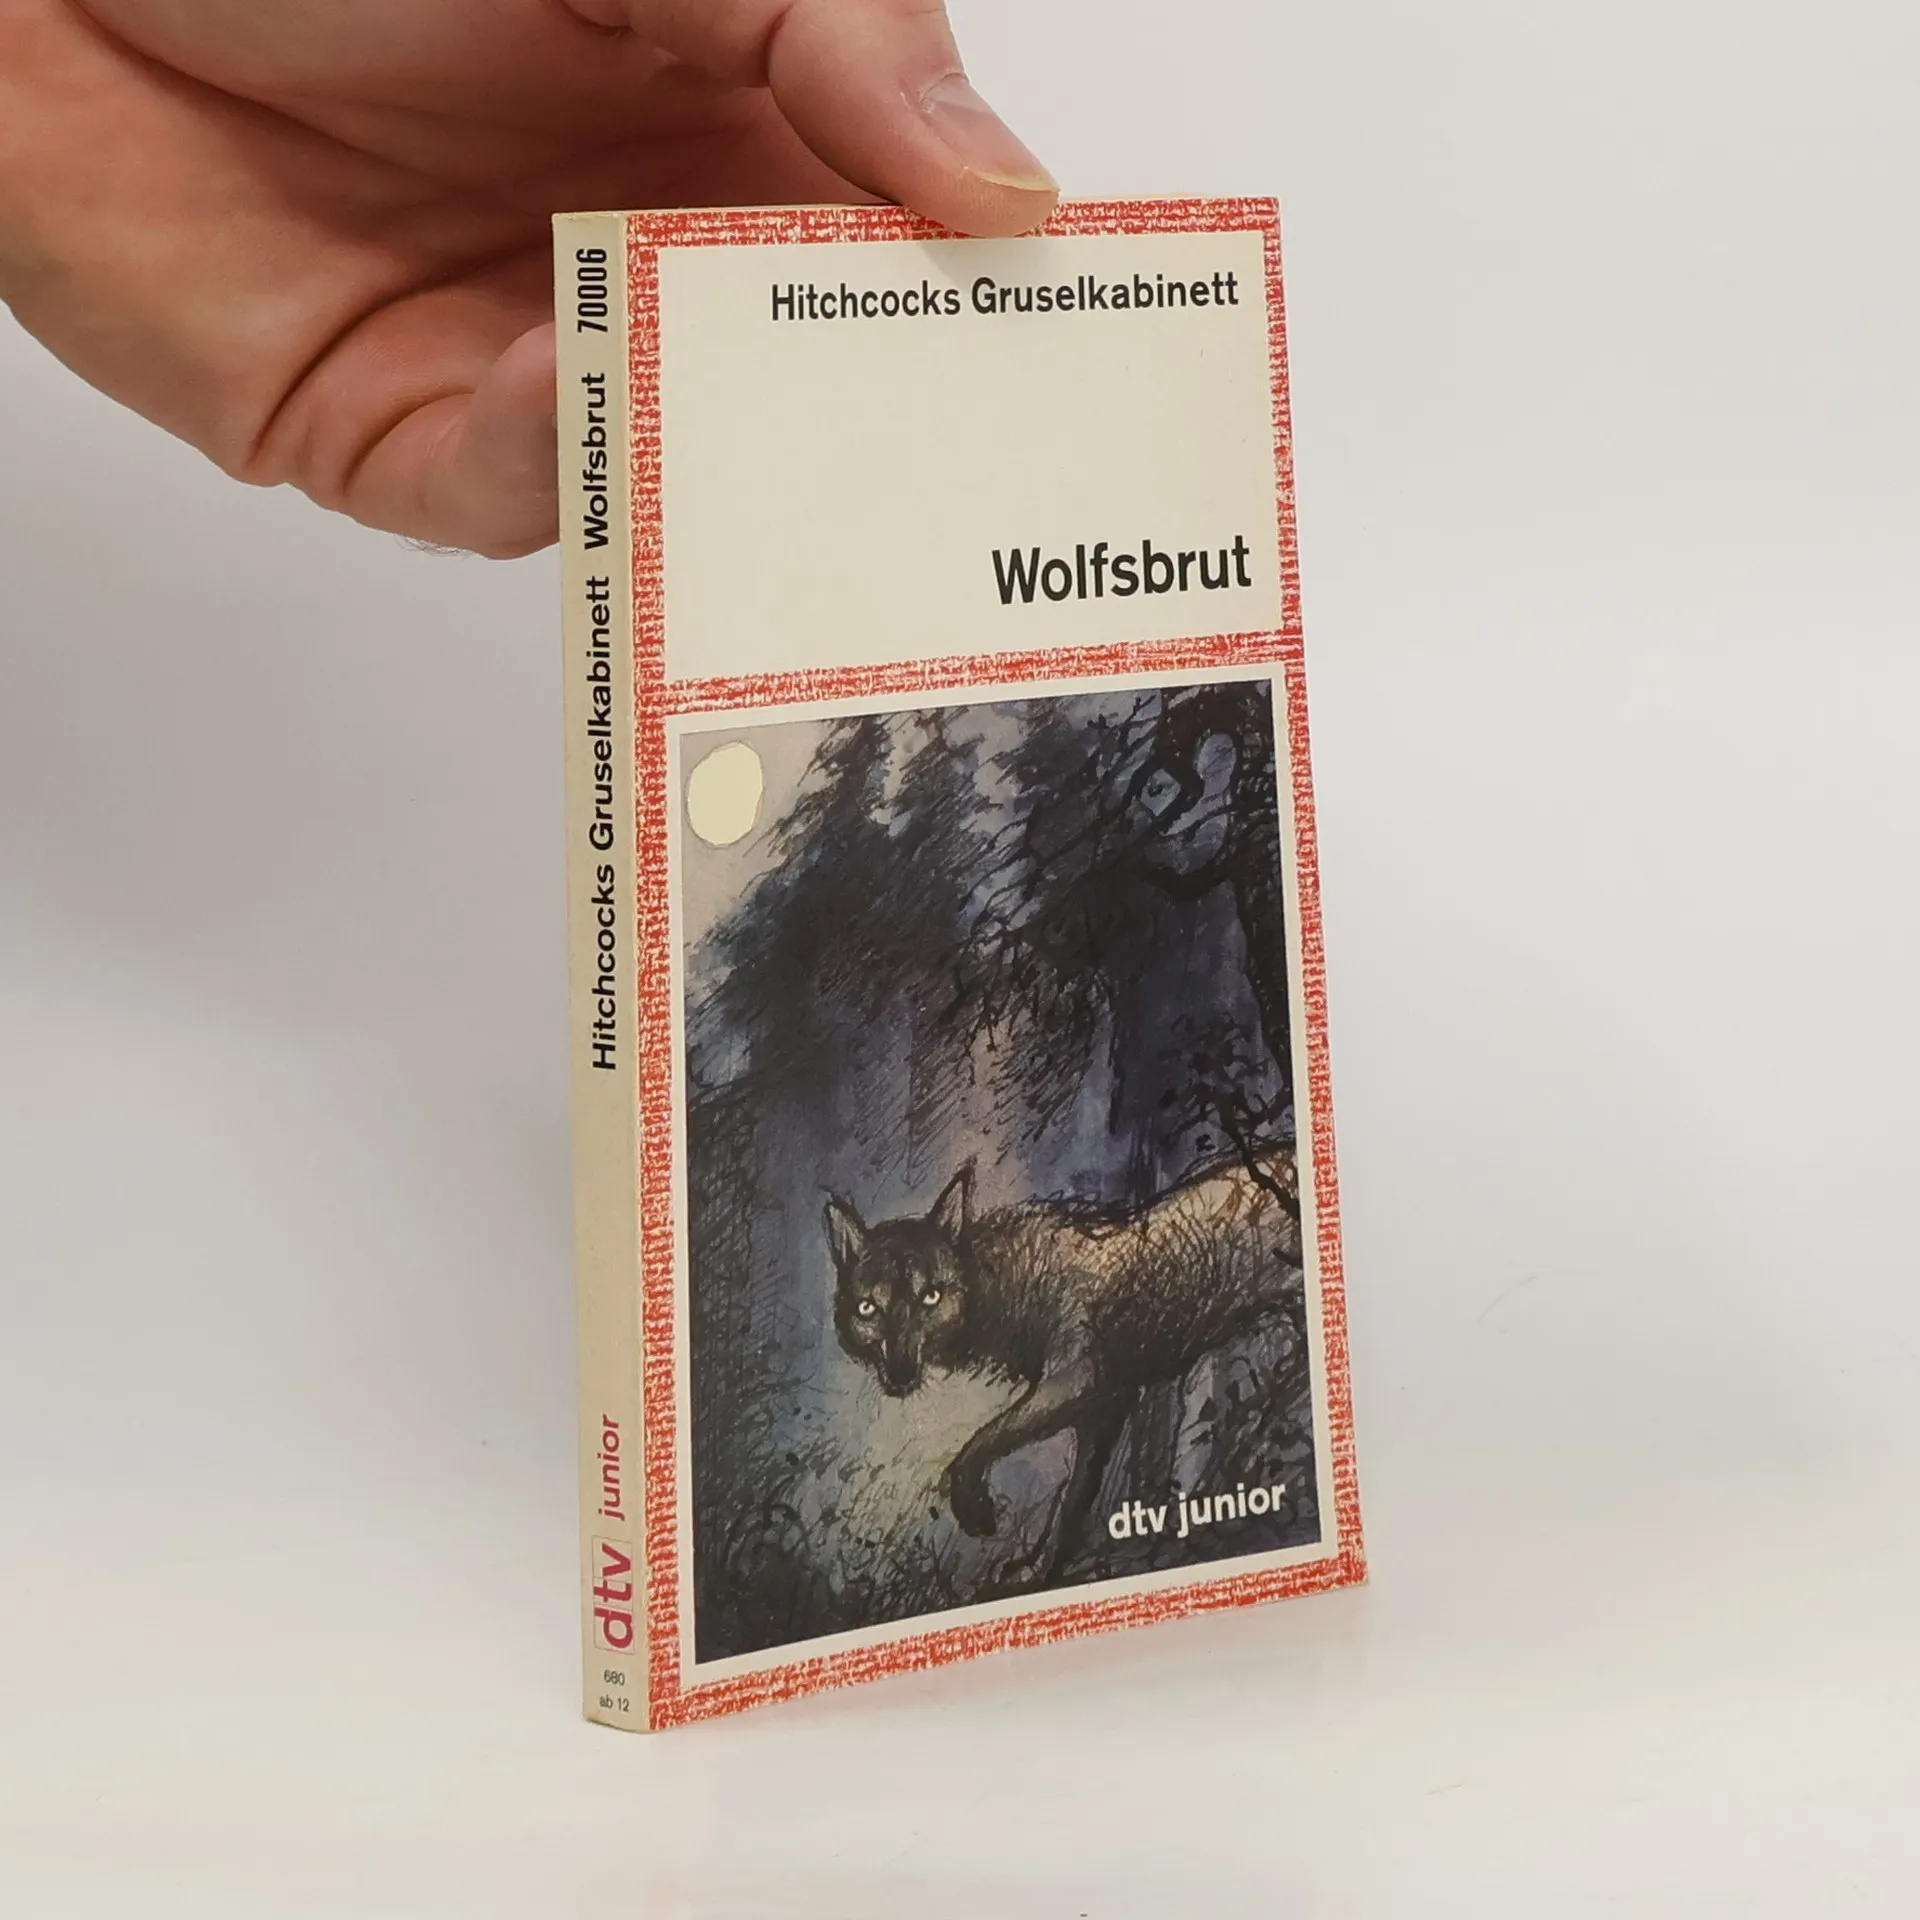 Hitchcocks Gruselkabinett
Wolfsbrut
dtv junior
Hitchcocks Gruselkabinett Wolfsbrut 70006
dtv junior
680
ab 12